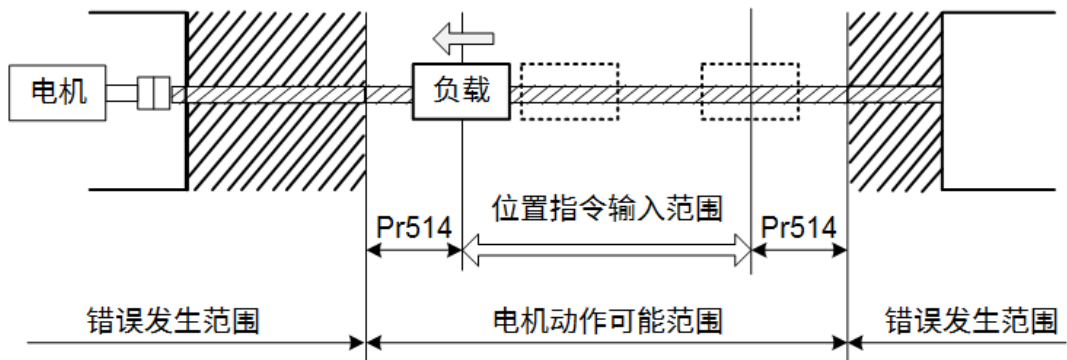 电机
负载
位置指令输入范围
Pr514
Pr514
错误发生范围
电机动作可能范围
错误发生范围